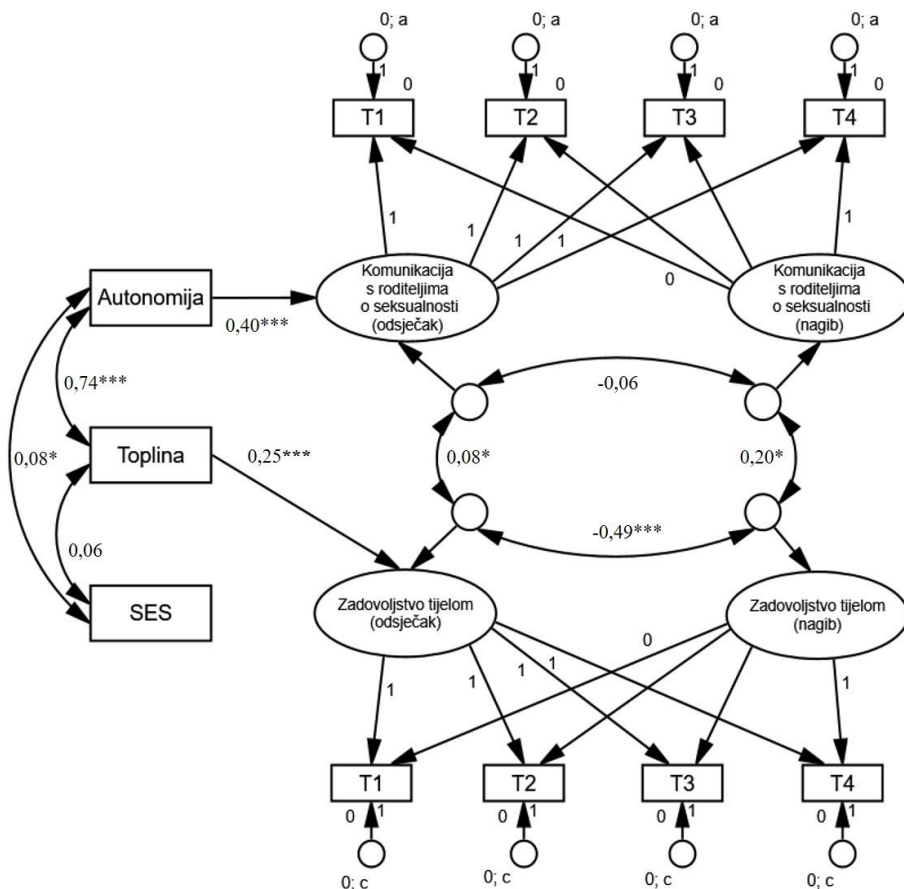 0; a
0; a
0; a
0; a
1
0
1
0
1
0
1
0
T1
T2
T3
T4
1
1
1
1
0
1
Komunikacija
s roditeljima
o seksualnosti
(odsječak)
Komunikacija
s roditeljima
o seksualnosti
(nagib)
Autonomija
0,40***
0,74***
-0,06
Toplina
0,25***
0,08*
0,08*
0,20*
0,06
-0,49***
SES
Zadovoljstvo tijelom
(odsječak)
Zadovoljstvo tijelom
(nagib)
0
1
1
1
1
1
T1
T2
T3
T4
0
1
0
1
0
1
0
1
0; c
0; c
0; c
0; c